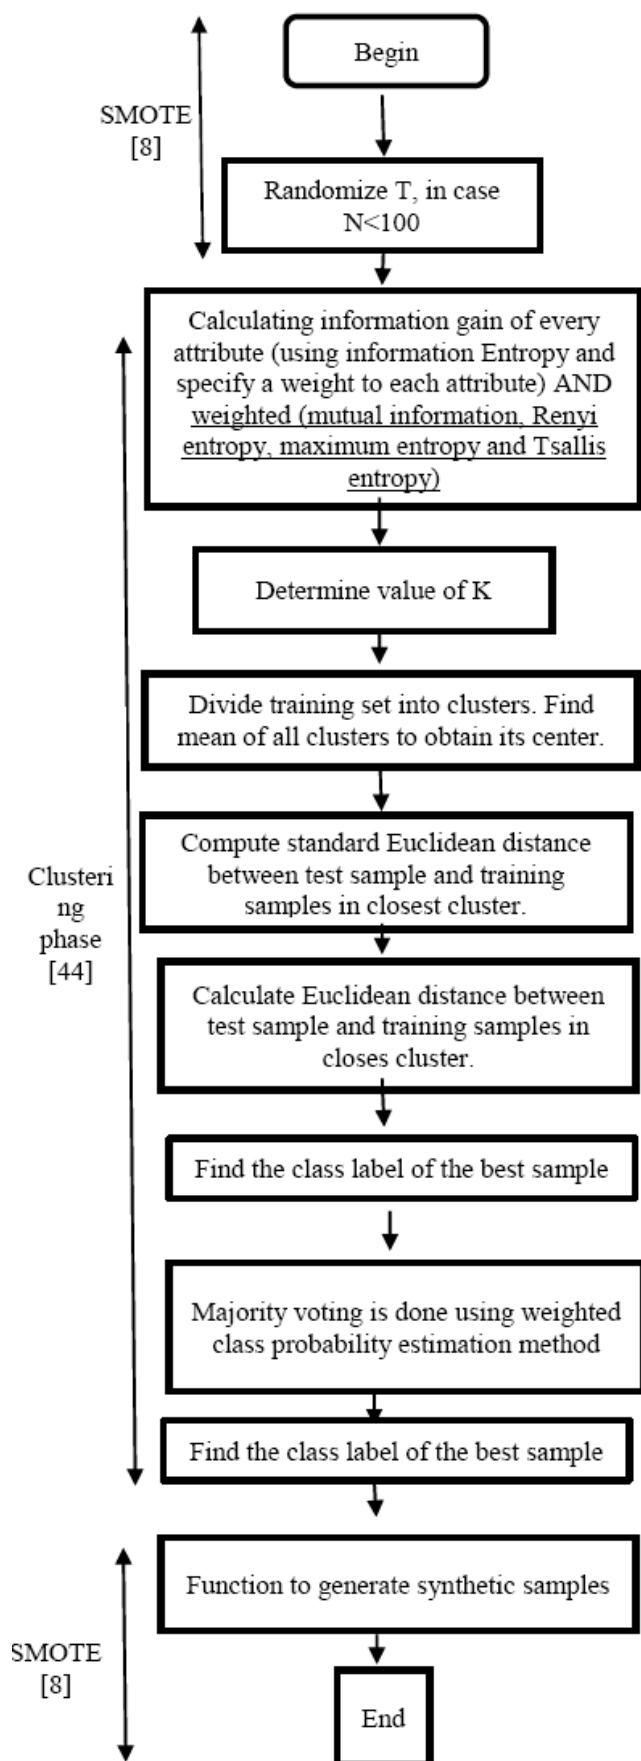 Begin
SMOTE
[8]
Randomize T, in case
N<100
Calculating information gain of every
attribute (using information Entropy and
specify a weight to each attribute) AND
weighted (mutual information, Renyi
entropy, maximum entropy and Tsallis
entropy)
Determine value of K
Divide training set into clusters. Find
mean of all clusters to obtain its center.
Compute standard Euclidean distance
between test sample and training
samples in closest cluster.
Clusteri
ng
phase
[44]
Calculate Euclidean distance between
test sample and training samples in
closes cluster.
Find the class label of the best sample
Majority voting is done using weighted
class probability estimation method
Find the class label of the best sample
Function to generate synthetic samples
SMOTE
[8]
End